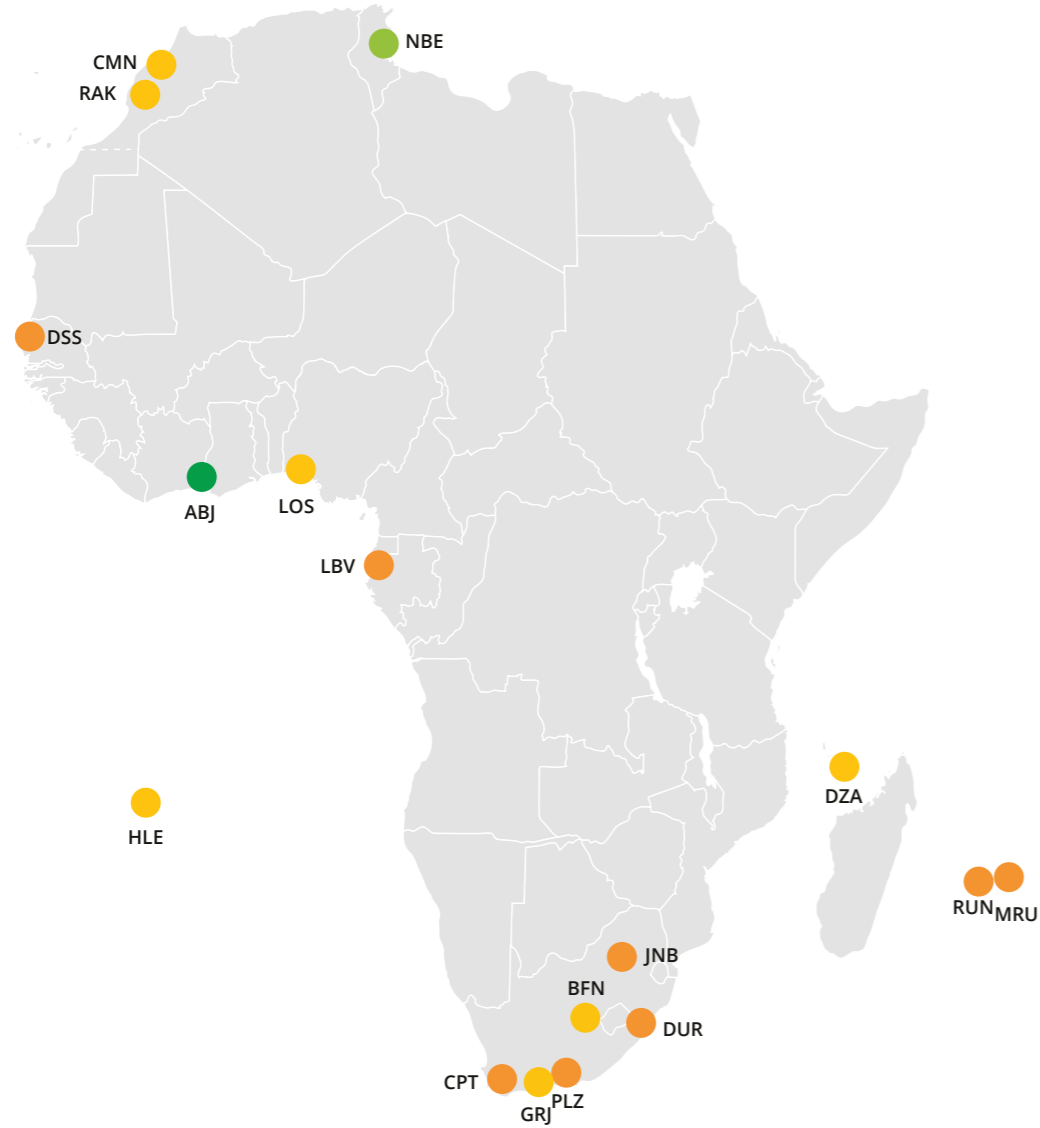 NBE
CMN
RAK
DSS
LOS
ABJ
LBV
DZA
HLE
RUN
MRU
JNB
BFN
DUR
CPT
PLZ
GRJ